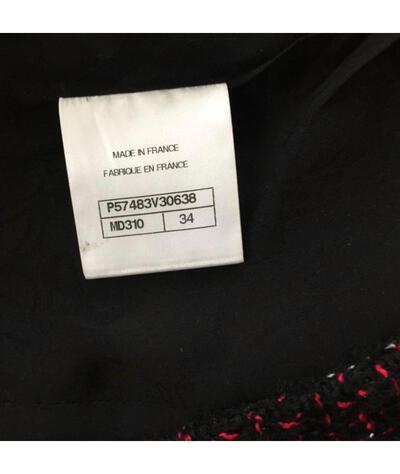 MADE IN FRANCE
FABRIQUE EN FRANCE
P57483V30638
MD310 34